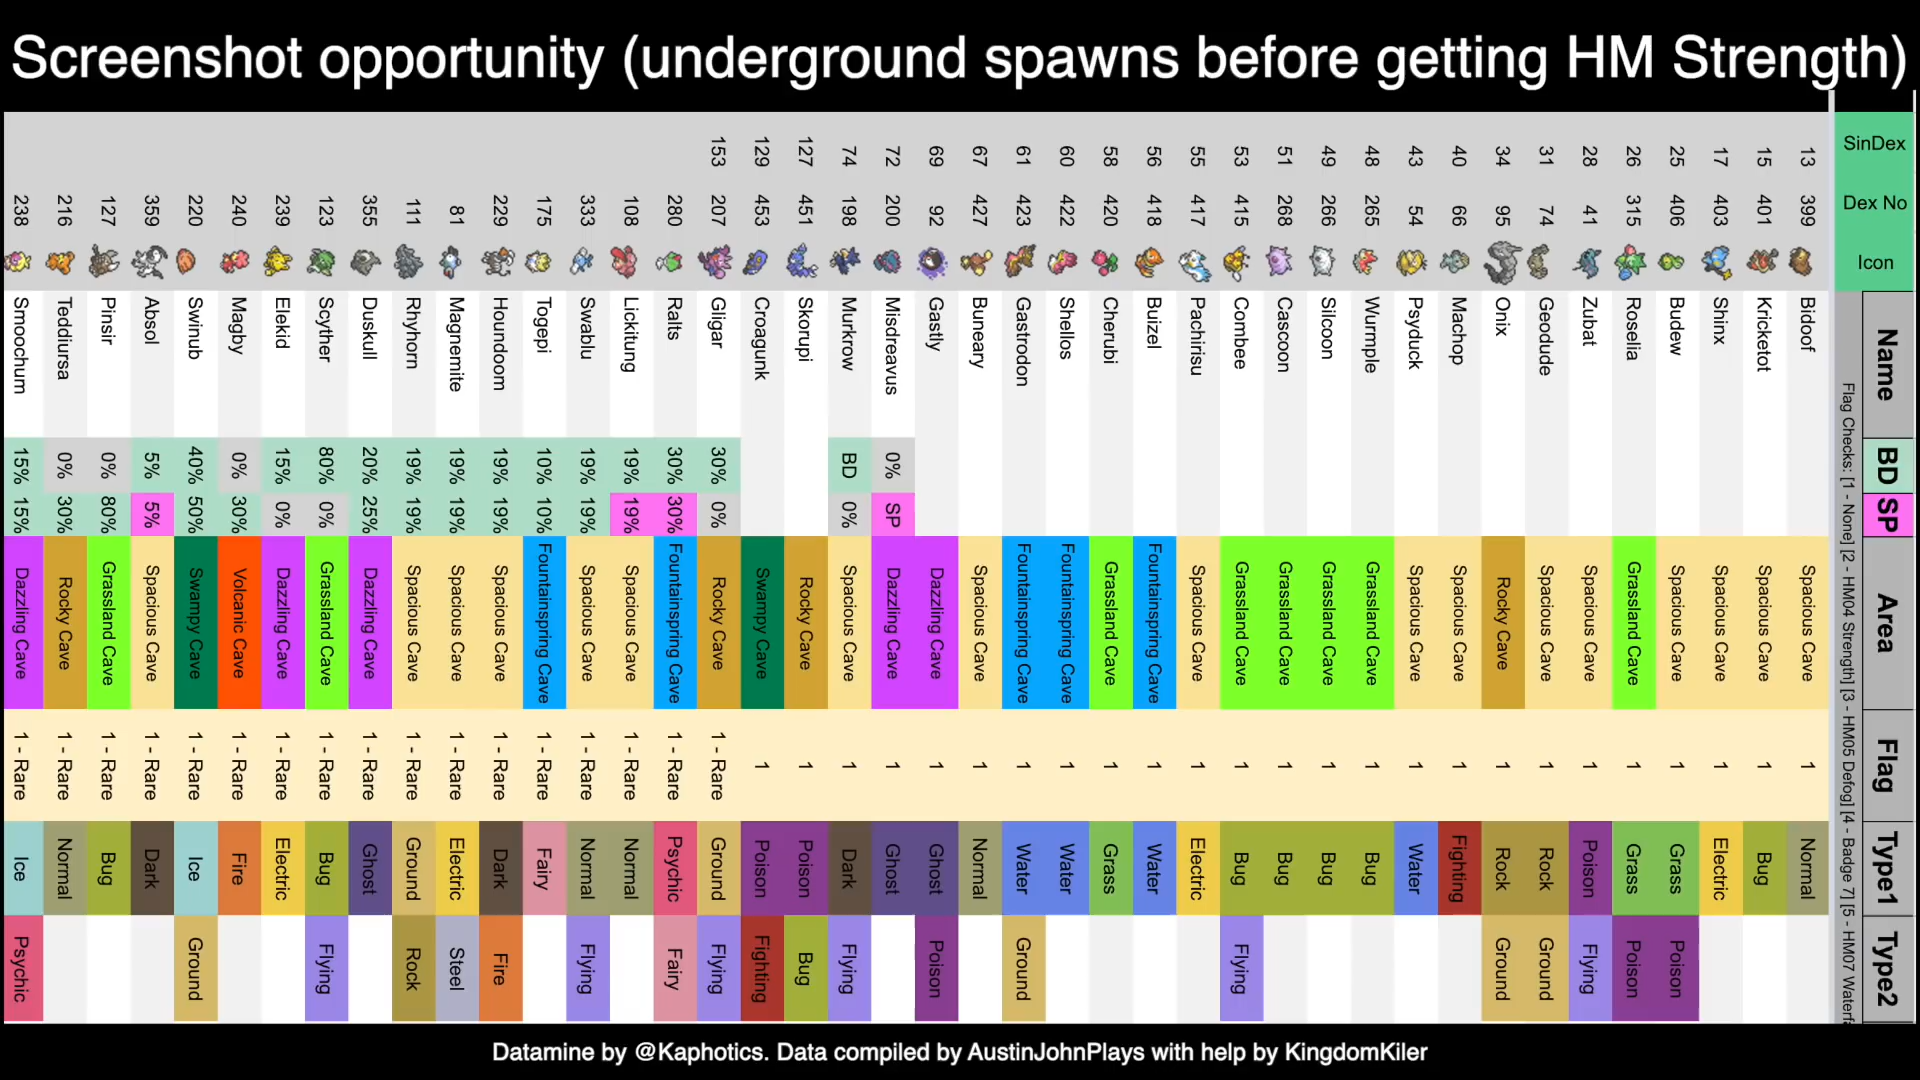 Screenshot opportunity (underground spawns before getting HM Strength)
SinDex Dex No Icon Name BD SP Area Flag Type1 Type2
Flag Checks: [1 - None] [2 - HM04 Strength] [3 - HM05 Defog] [4 - Badge 7] [5 - HM07 Waterfa
13 399 Bidoof Spacious Cave 1 Normal
15 401 Kricketot Spacious Cave 1 Bug
17 403 Shinx Spacious Cave 1 Electric
25 406 Budew Spacious Cave 1 Grass Poison
26 315 Roselia Grassland Cave 1 Grass Poison
28 41 Zubat Spacious Cave 1 Poison Flying
31 74 Geodude Spacious Cave 1 Rock Ground
34 95 Onix Rocky Cave 1 Rock Ground
40 66 Machop Spacious Cave 1 Fighting
43 54 Psyduck Spacious Cave 1 Water
48 265 Wurmple Grassland Cave 1 Bug
49 266 Silcoon Grassland Cave 1 Bug
51 268 Cascoon Grassland Cave 1 Bug
53 415 Combee Grassland Cave 1 Bug Flying
55 417 Pachirisu Spacious Cave 1 Electric
56 418 Buizel Fountainspring Cave 1 Water
58 420 Cherubi Grassland Cave 1 Grass
60 422 Shellos Fountainspring Cave 1 Water
61 423 Gastrodon Fountainspring Cave 1 Water Ground
67 427 Buneary Spacious Cave 1 Normal
69 92 Gastly Dazzling Cave 1 Ghost Poison
72 200 Misdreavus 0% SP Dazzling Cave 1 Ghost
74 198 Murkrow BD 0% Spacious Cave 1 Dark Flying
127 451 Skorupi Rocky Cave 1 Poison Bug
129 453 Croagunk Swampy Cave 1 Poison Fighting
153 207 Gligar 30% 0% Rocky Cave 1 - Rare Ground Flying
280 Ralts 30% 30% Fountainspring Cave 1 - Rare Psychic Fairy
108 Lickitung 19% 19% Spacious Cave 1 - Rare Normal
333 Swablu 19% 19% Spacious Cave 1 - Rare Normal Flying
175 Togepi 10% 10% Fountainspring Cave 1 - Rare Fairy
229 Houndoom 19% 19% Spacious Cave 1 - Rare Dark Fire
81 Magnemite 19% 19% Spacious Cave 1 - Rare Electric Steel
111 Rhyhorn 19% 19% Spacious Cave 1 - Rare Ground Rock
355 Duskull 20% 25% Dazzling Cave 1 - Rare Ghost
123 Scyther 80% 0% Grassland Cave 1 - Rare Bug Flying
239 Elekid 15% 0% Dazzling Cave 1 - Rare Electric
240 Magby 0% 30% Volcanic Cave 1 - Rare Fire
220 Swinub 40% 50% Swampy Cave 1 - Rare Ice Ground
359 Absol 5% 5% Spacious Cave 1 - Rare Dark
127 Pinsir 0% 80% Grassland Cave 1 - Rare Bug
216 Teddiursa 0% 30% Rocky Cave 1 - Rare Normal
238 Smoochum 15% 15% Dazzling Cave 1 - Rare Ice Psychic
Datamine by @Kaphotics. Data compiled by AustinJohnPlays with help by KingdomKiler